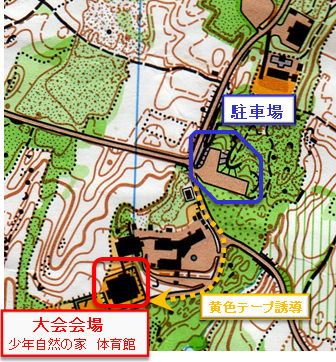 駐車場
黄色テープ誘導
大会会場
少年自然の家 体育館